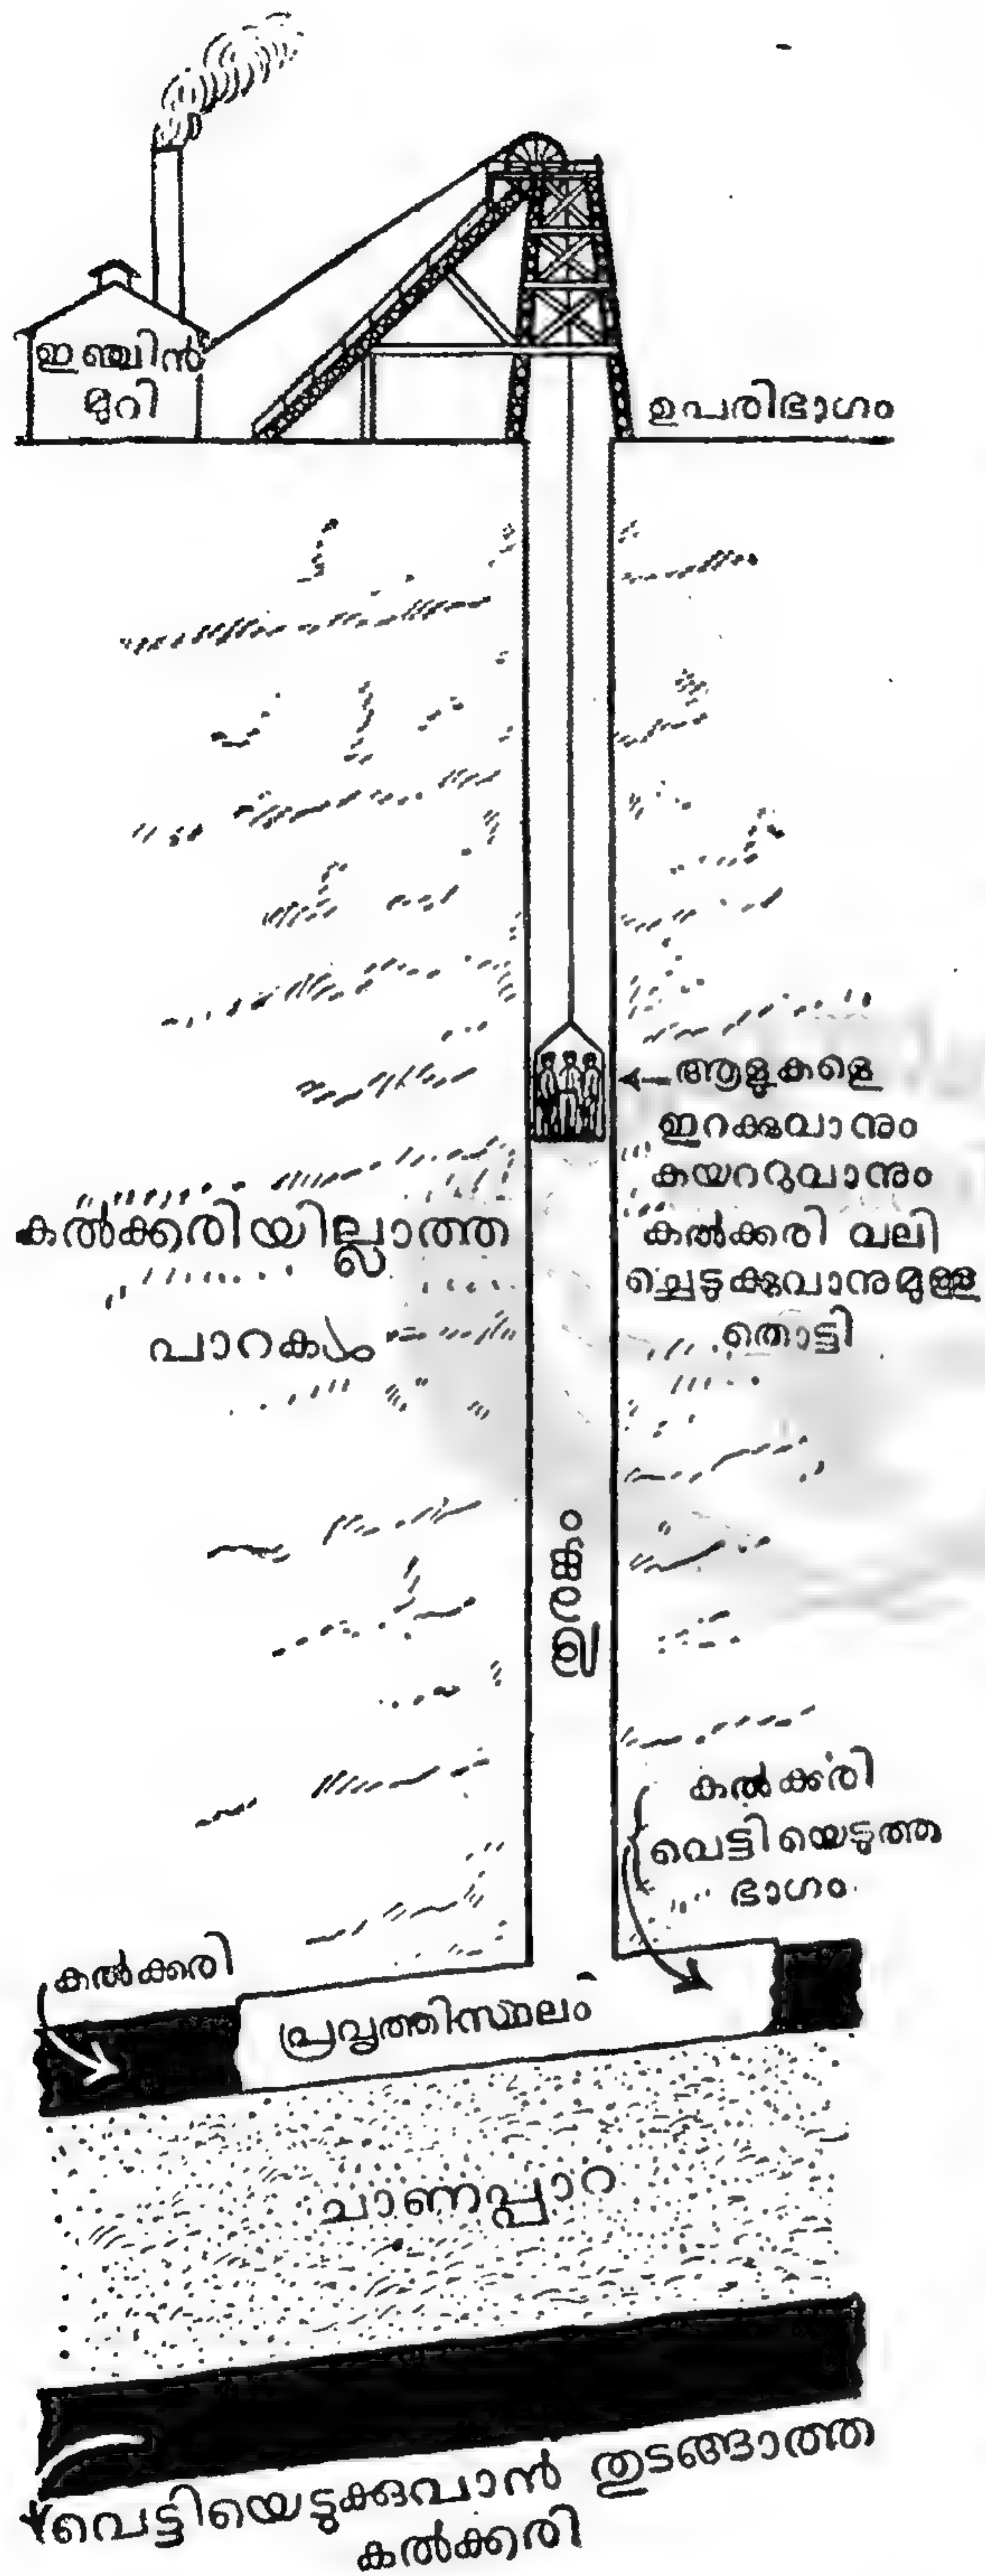 ഇഞ്ചിൻ
മുറി
ഉപരിഭാഗം
ആളുകളെ
ഇറക്കുവാനും
കയററുവാനും
കൽക്കരി വലി
ച്ചെടുക്കുവാനുമുള്ള
തൊട്ടി
കൽക്കരിയില്ലാത്ത
പാറകൾ
തുരങ്കം
കൽക്കരി
വെട്ടിയെടുത്ത
ഭാഗം
കൽക്കരി
പ്രവൃത്തിസ്ഥലം
ചാണപ്പാറ
വെട്ടിയെടുക്കുവാൻ തുടങ്ങാത്ത
കൽക്കരി